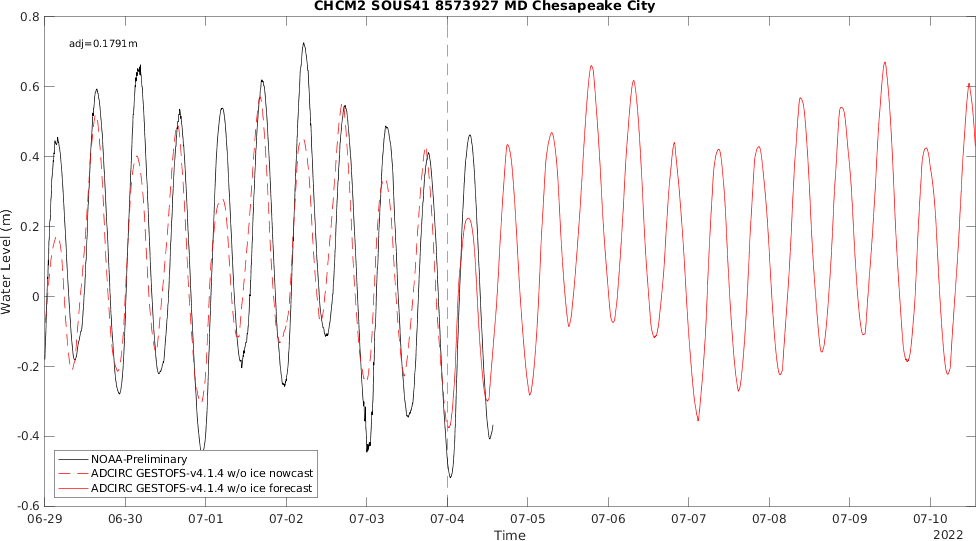 CHCM2 SOUS41 8573927 MD Chesapeake City
adj=0.1791m
0.8
0.6
0.4
0.2
0
-0.2
-0.4
-0.6
Water Level (m)
NOAA-Preliminary
ADCIRC GESTOFS-v4.1.4 w/o ice nowcast
ADCIRC GESTOFS-v4.1.4 w/o ice forecast
06-29 06-30 07-01 07-02 07-03 07-04 07-05 07-06 07-07 07-08 07-09 07-10
Time
2022